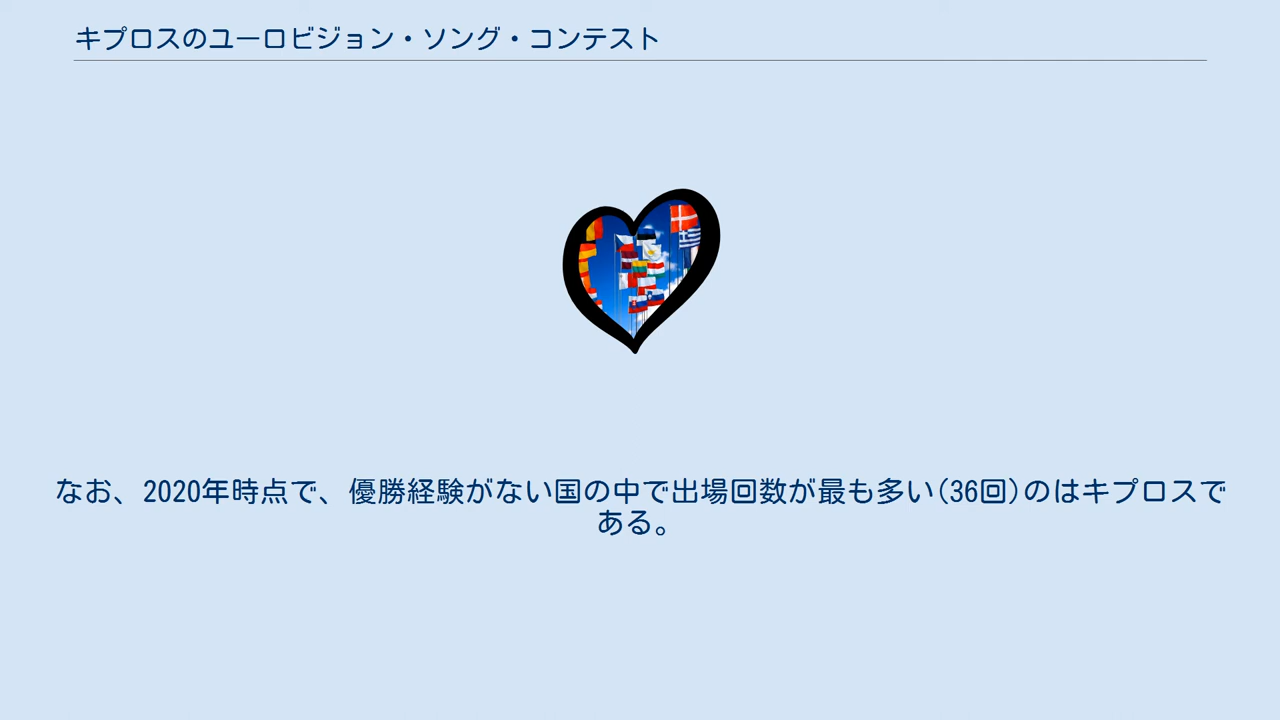 キプロスのユーロビジョン・ソング・コンテスト
なお、2020年時点で、優勝経験がない国の中で出場回数が最も多い(36回)のはキプロスで
ある。